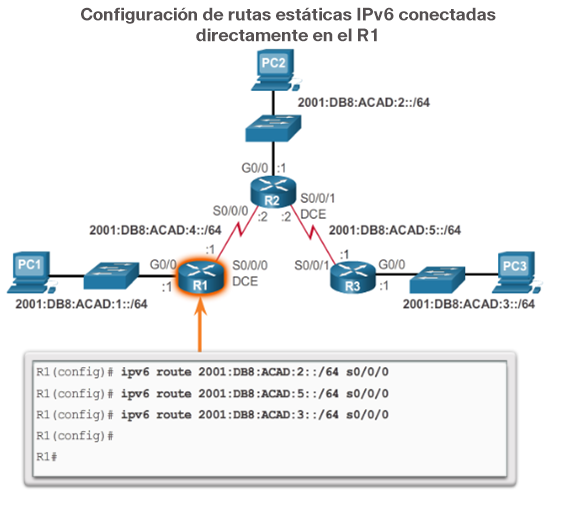 Configuración de rutas estáticas IPv6 conectadas
directamente en el R1
PC2
2001:DB8:ACAD:2::/64
G0/0 :1
R2
S0/0/0
S0/0/1
:2
:2
DCE
2001:DB8:ACAD:4::/64
2001:DB8:ACAD:5::/64
:1
:1
PC1
G0/0
S0/0/0
S0/0/1
G0/0
PC3
:1
R1
DCE
R3
:1
2001:DB8:ACAD:1::/64
2001:DB8:ACAD:3::/64
R1(config)# ipv6 route 2001:DB8:ACAD:2::/64 s0/0/0
R1(config)# ipv6 route 2001:DB8:ACAD:5::/64 s0/0/0
R1(config)# ipv6 route 2001:DB8:ACAD:3::/64 s0/0/0
R1(config)#
R1#